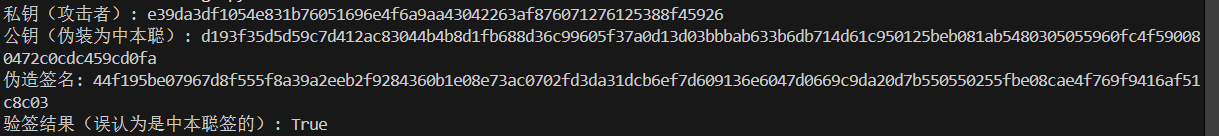 私钥（攻击者）: e39da3df1054e831b76051696e4f6a9aa43042263af876071276125388f45926
公钥（伪装为中本聪）: d193f35d5d59c7d412ac83044b4b8d1fb688d36c99605f37a0d13d03bbbab633b6db714d61c950125beb081ab5480305055960fc4f59008
0472c0cdc459cd0fa
伪造签名: 44f195be07967d8f555f8a39a2eeb2f9284360b1e08e73ac0702fd3da31dcb6ef7d609136e6047d0669c9da20d7b550550255fbe08cae4f769f9416af51
c8c03
验签结果（误认为是中本聪签的）: True